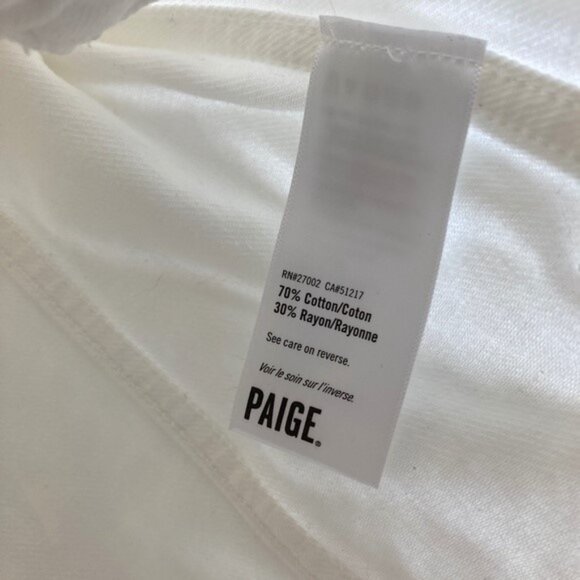 RN#27002 CA#51217
70% Cotton/Coton
30% Rayon/Rayonne
See care on reverse.
Voir le soin sur l'inverse.
PAIGE®